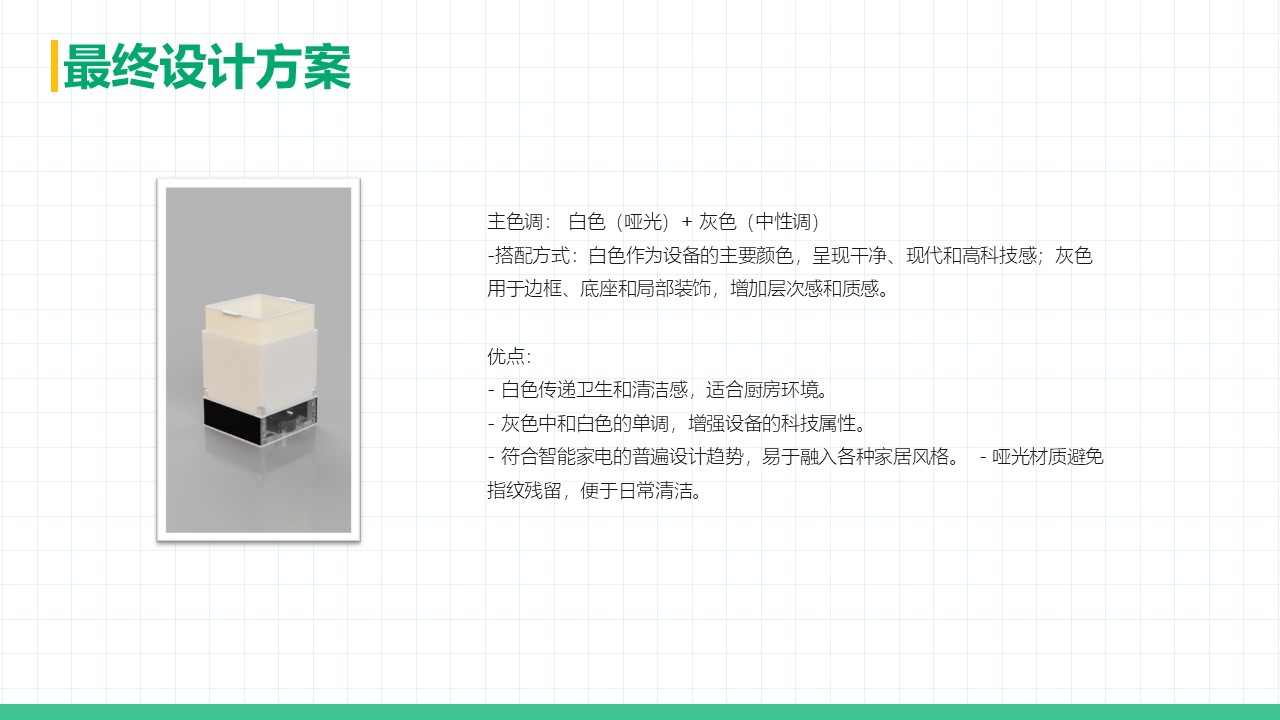 最终设计方案
主色调： 白色（哑光）+ 灰色（中性调）
-搭配方式：白色作为设备的主要颜色，呈现干净、现代和高科技感；灰色
用于边框、底座和局部装饰，增加层次感和质感。
优点：
- 白色传递卫生和清洁感，适合厨房环境。
- 灰色中和白色的单调，增强设备的科技属性。
- 符合智能家电的普遍设计趋势，易于融入各种家居风格。 - 哑光材质避免
指纹残留，便于日常清洁。